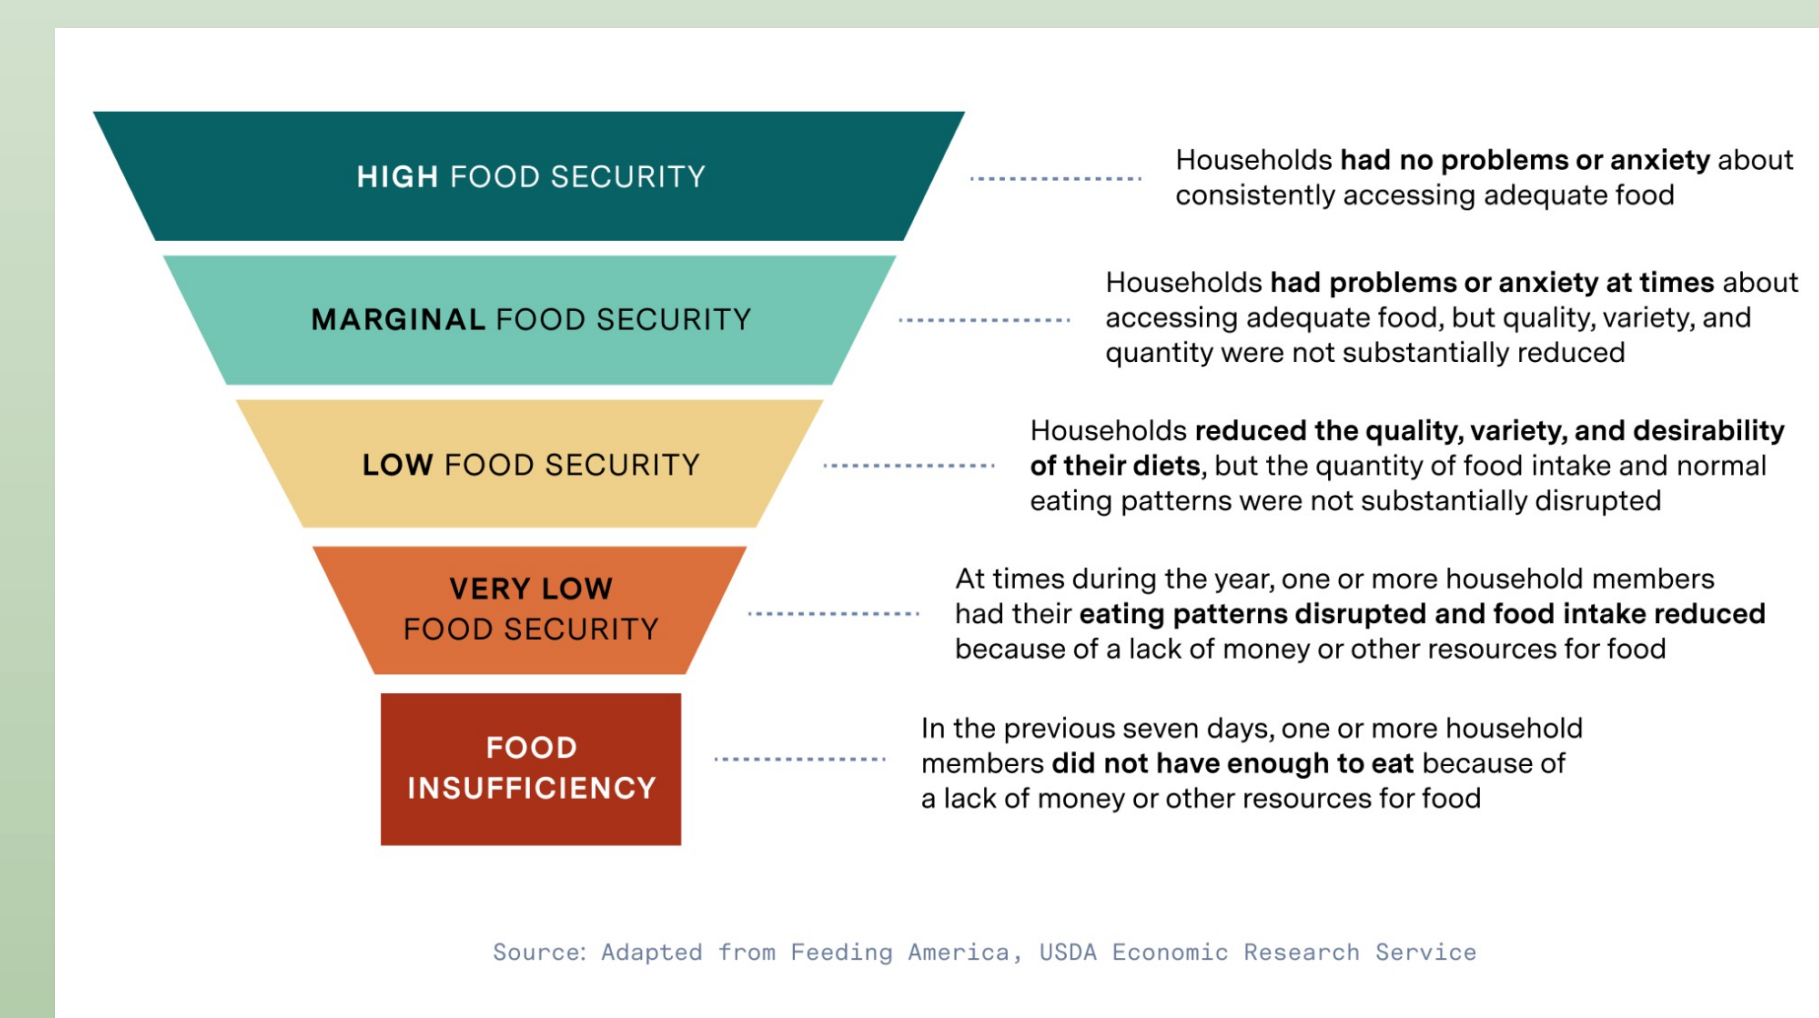 HIGH FOOD SECURITY
Households had no problems or anxiety about
consistently accessing adequate food
MARGINAL FOOD SECURITY
Households had problems or anxiety at times about
accessing adequate food, but quality, variety, and
quantity were not substantially reduced
LOW FOOD SECURITY
Households reduced the quality, variety, and desirability
of their diets, but the quantity of food intake and normal
eating patterns were not substantially disrupted
VERY LOW
FOOD SECURITY
At times during the year, one or more household members
had their eating patterns disrupted and food intake reduced
because of a lack of money or other resources for food
FOOD
INSUFFICIENCY
In the previous seven days, one or more household
members did not have enough to eat because of
a lack of money or other resources for food
Source: Adapted from Feeding America, USDA Economic Research Service